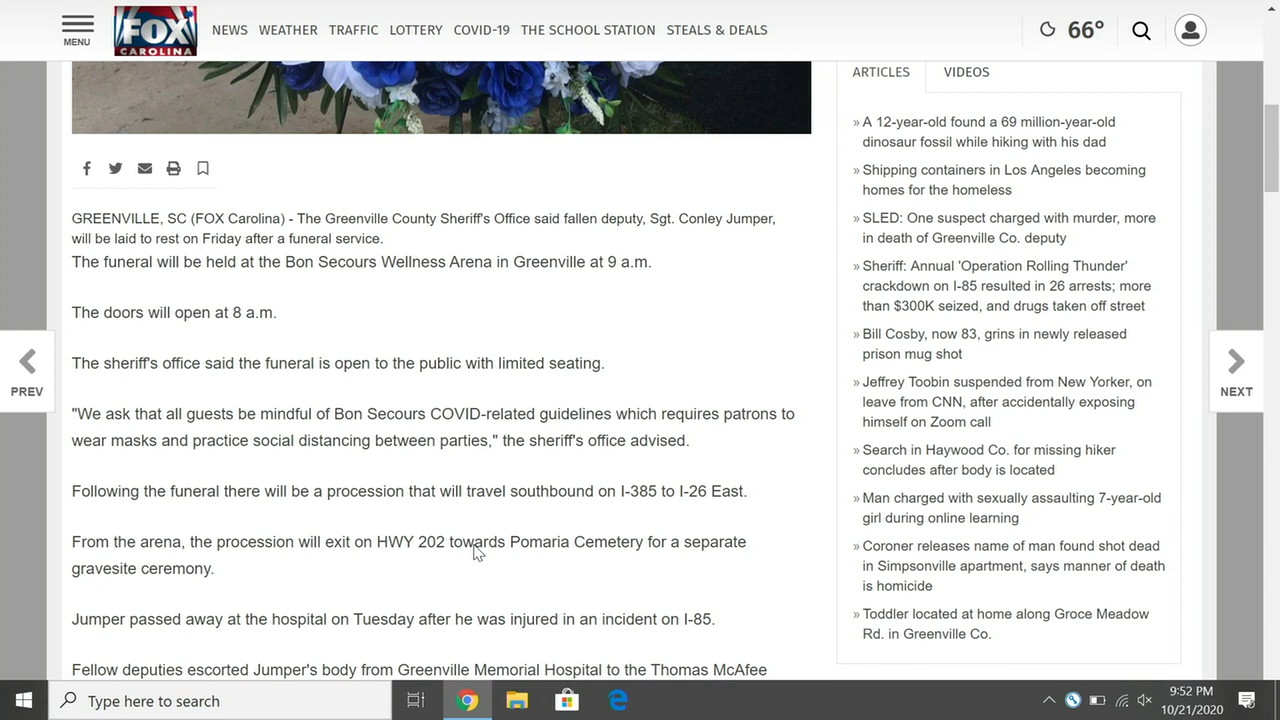 MENU
FOX
CAROLINA
NEWS WEATHER TRAFFIC LOTTERY COVID-19 THE SCHOOL STATION STEALS & DEALS
66°
GREENVILLE, SC (FOX Carolina) - The Greenville County Sheriff's Office said fallen deputy, Sgt. Conley Jumper,
will be laid to rest on Friday after a funeral service.
The funeral will be held at the Bon Secours Wellness Arena in Greenville at 9 a.m.
The doors will open at 8 a.m.
The sheriff's office said the funeral is open to the public with limited seating.
"We ask that all guests be mindful of Bon Secours COVID-related guidelines which requires patrons to
wear masks and practice social distancing between parties," the sheriff's office advised.
Following the funeral there will be a procession that will travel southbound on I-385 to I-26 East.
From the arena, the procession will exit on HWY 202 towards Pomaria Cemetery for a separate
gravesite ceremony.
Jumper passed away at the hospital on Tuesday after he was injured in an incident on I-85.
Fellow deputies escorted Jumper's body from Greenville Memorial Hospital to the Thomas McAfee
ARTICLES VIDEOS
» A 12-year-old found a 69 million-year-old
dinosaur fossil while hiking with his dad
» Shipping containers in Los Angeles becoming
homes for the homeless
» SLED: One suspect charged with murder, more
in death of Greenville Co. deputy
» Sheriff: Annual 'Operation Rolling Thunder'
crackdown on I-85 resulted in 26 arrests; more
than $300K seized, and drugs taken off street
» Bill Cosby, now 83, grins in newly released
prison mug shot
» Jeffrey Toobin suspended from New Yorker, on
leave from CNN, after accidentally exposing
himself on Zoom call
» Search in Haywood Co. for missing hiker
concludes after body is located
» Man charged with sexually assaulting 7-year-old
girl during online learning
» Coroner releases name of man found shot dead
in Simpsonville apartment, says manner of death
is homicide
» Toddler located at home along Groce Meadow
Rd. in Greenville Co.
PREV
NEXT
Type here to search
9:52 PM
10/21/2020